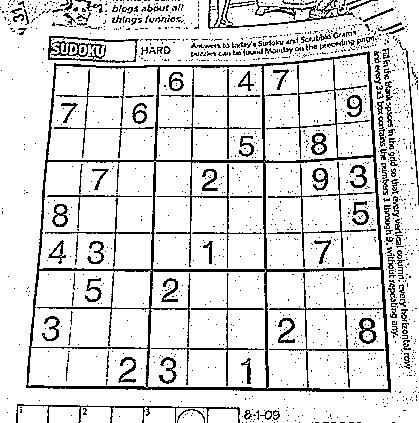 blogs about all
things funnies.
SUDOKU HARD
Answers to today's Sudoku and Scrabble Grams
puzzles can be found Monday on the preceding page.
Fill in the blank spaces in the grid so that every vertical column, every horizontal row
and every 3x3 box contains the numbers 1 through 9, without repeating any.
6 4 7
7 6 9
5 8
7 2 9 3
8 5
4 3 1 7
5 2
3 2 8
2 3 1
1 2 3
8-1-09